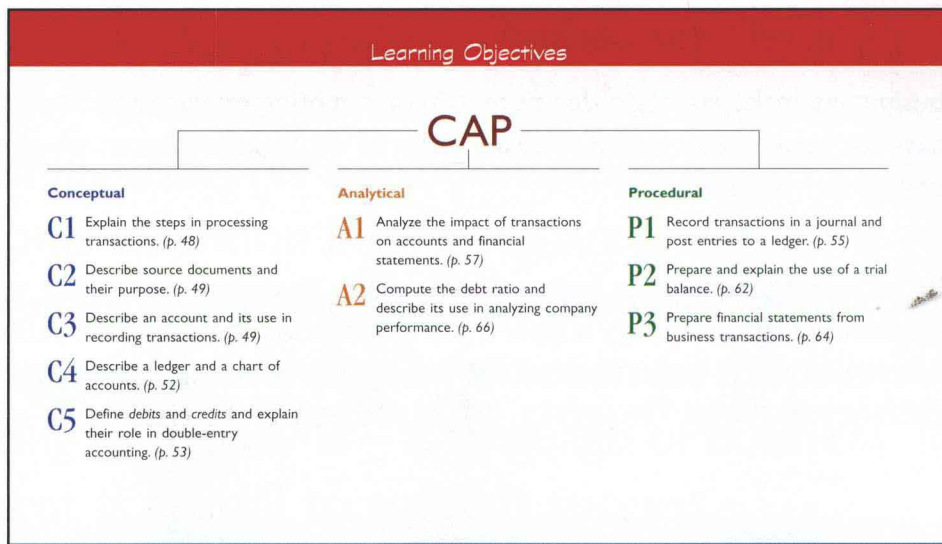 Learning Objectives
CAP
Conceptual
C1 Explain the steps in processing
transactions. (p. 48)
C2 Describe source documents and
their purpose. (p. 49)
C3 Describe an account and its use in
recording transactions. (p. 49)
C4 Describe a ledger and a chart of
accounts. (p. 52)
C5 Define debits and credits and explain
their role in double-entry
accounting. (p. 53)
Analytical
A1 Analyze the impact of transactions
on accounts and financial
statements. (p. 57)
A2 Compute the debt ratio and
describe its use in analyzing company
performance. (p. 66)
Procedural
P1 Record transactions in a journal and
post entries to a ledger. (p. 55)
P2 Prepare and explain the use of a trial
balance. (p. 62)
P3 Prepare financial statements from
business transactions. (p. 64)